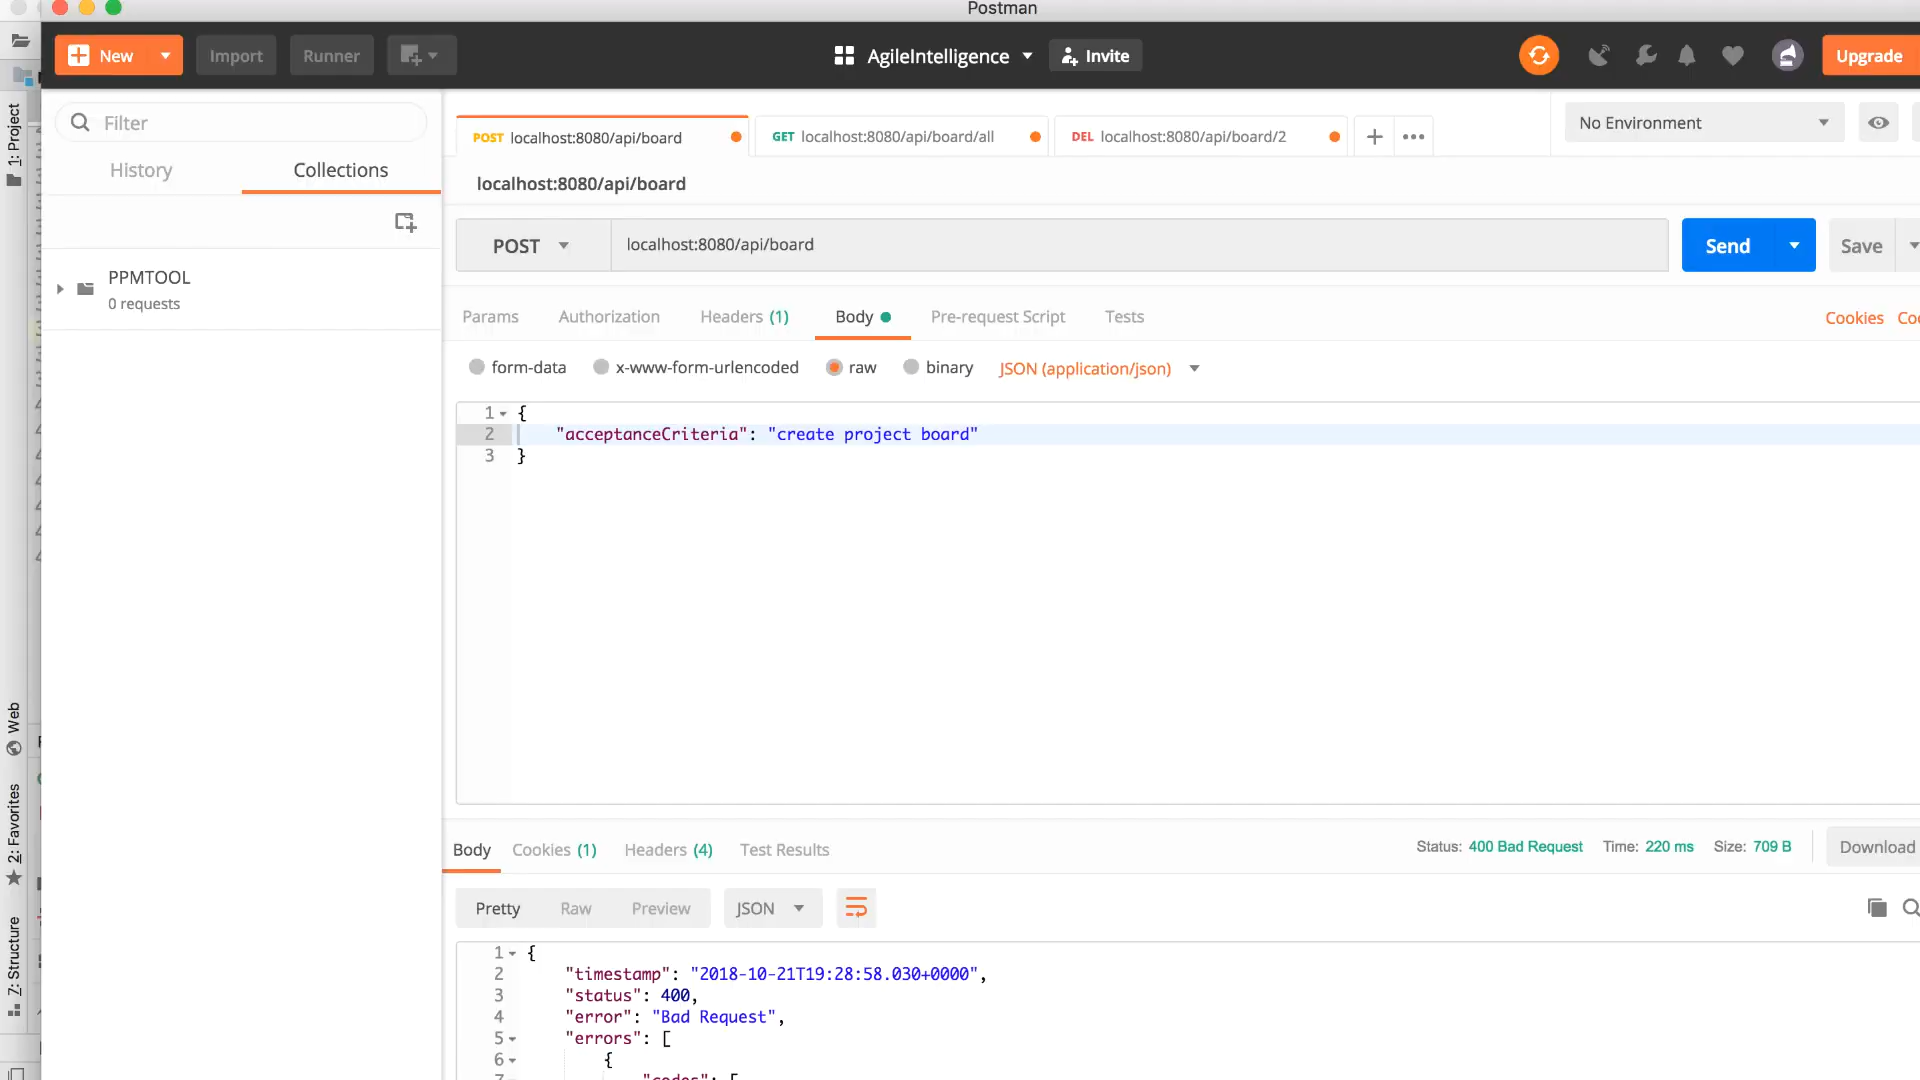 Postman
New
Import
Runner
AgileIntelligence
Invite
Upgrade
Filter
History
Collections
PPMTOOL
0 requests
POST localhost:8080/api/board
GET localhost:8080/api/board/all
DEL localhost:8080/api/board/2
No Environment
localhost:8080/api/board
POST
localhost:8080/api/board
Send
Save
Params
Authorization
Headers (1)
Body
Pre-request Script
Tests
Cookies
form-data
x-www-form-urlencoded
raw
binary
JSON (application/json)
1 {
2 "acceptanceCriteria": "create project board"
3 }
Body
Cookies (1)
Headers (4)
Test Results
Status: 400 Bad Request
Time: 220 ms
Size: 709 B
Download
Pretty
Raw
Preview
JSON
1 {
2 "timestamp": "2018-10-21T19:28:58.030+0000",
3 "status": 400,
4 "error": "Bad Request",
5 "errors": [
6 {
7 "codes": [
1: Project
Web
2: Favorites
Z: Structure